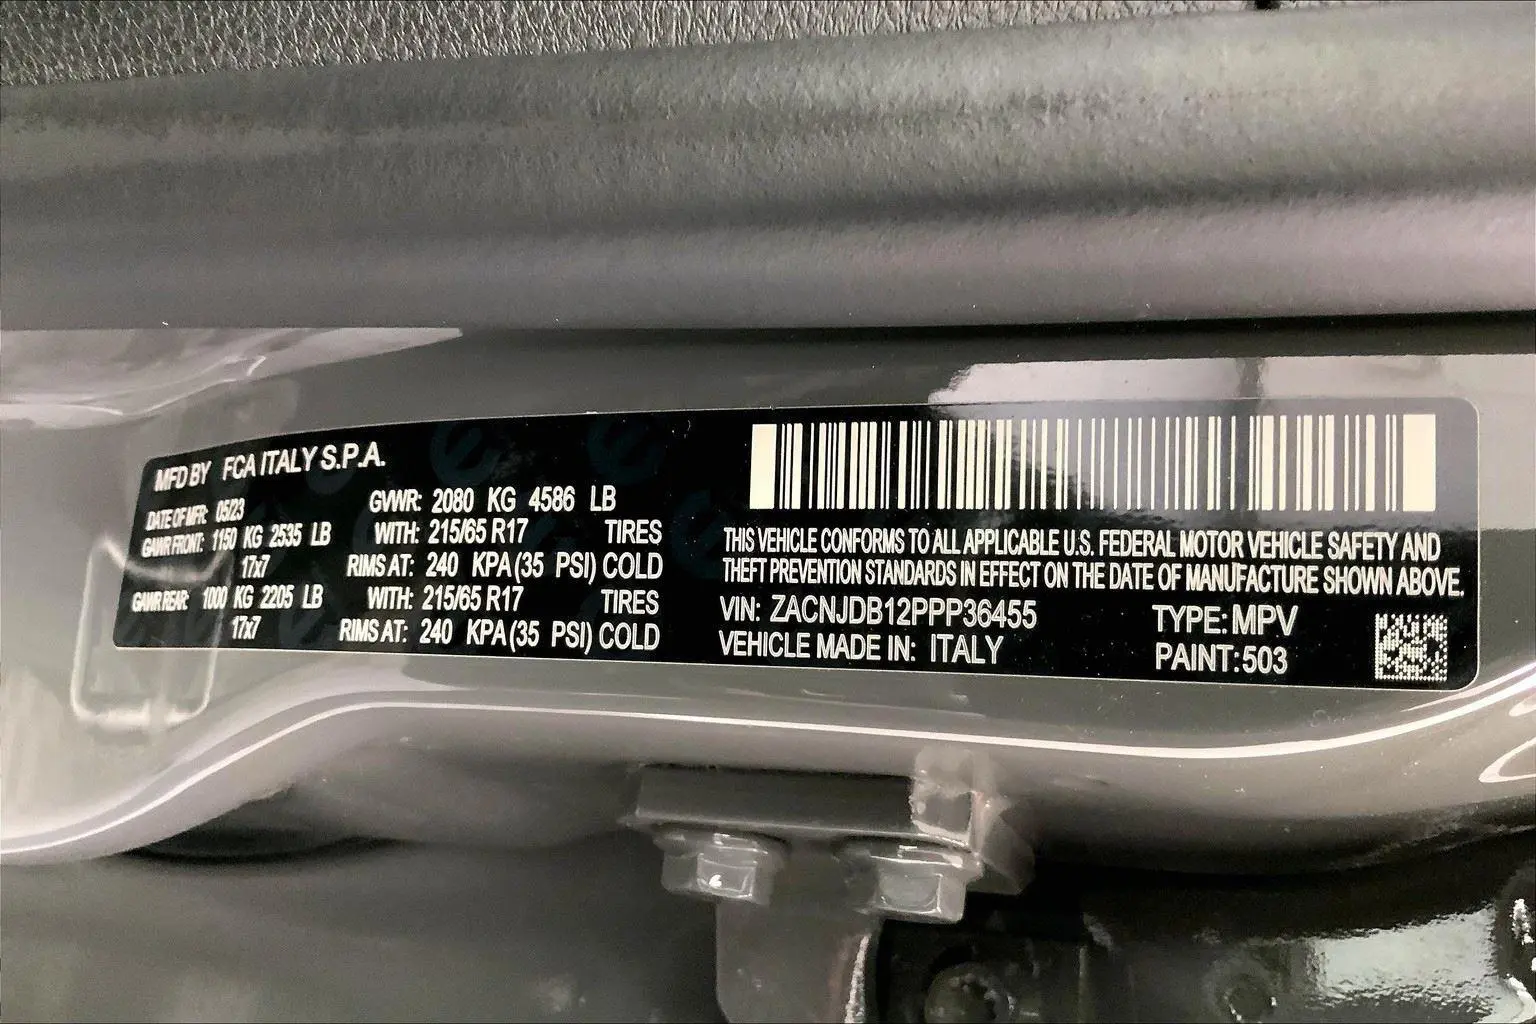 MFD BY FCA ITALY S.P.A.
DATE OF MFR: 05/23 GVWR: 2080 KG 4586 LB
GAWR FRONT: 1150 KG 2535 LB WITH: 215/65 R17 TIRES
17x7 RIMS AT: 240 KPA (35 PSI) COLD
GAWR REAR: 1000 KG 2205 LB WITH: 215/65 R17 TIRES
17x7 RIMS AT: 240 KPA (35 PSI) COLD
THIS VEHICLE CONFORMS TO ALL APPLICABLE U.S. FEDERAL MOTOR VEHICLE SAFETY AND
THEFT PREVENTION STANDARDS IN EFFECT ON THE DATE OF MANUFACTURE SHOWN ABOVE.
VIN: ZACNJDB12PPP36455 TYPE: MPV
VEHICLE MADE IN: ITALY PAINT: 503